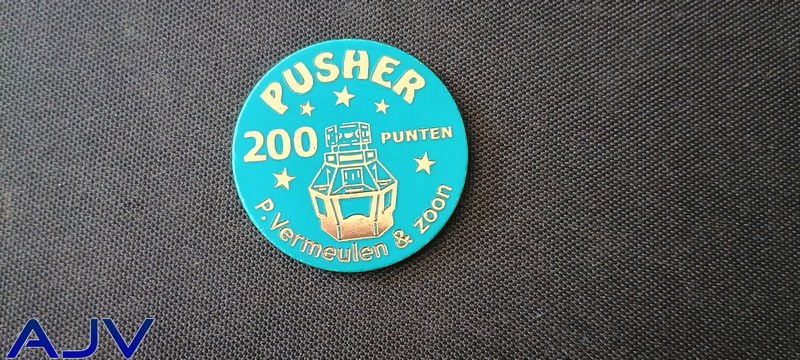 PUSHER
200 PUNTEN
P. Vermeulen & zoon
AJV